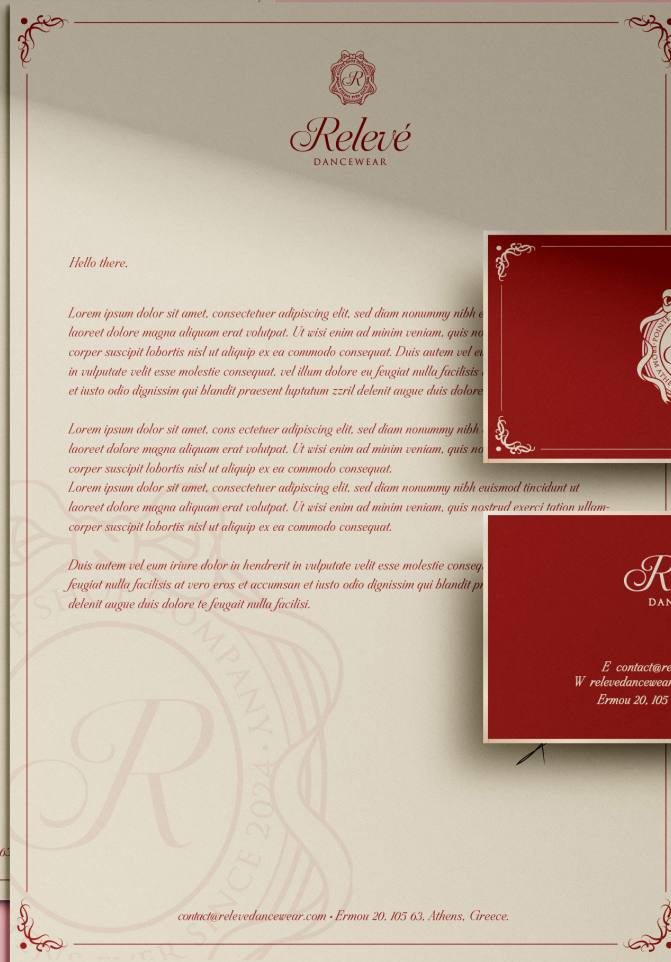 R
Relevé
DANCEWEAR
Hello there,
Lorem ipsum dolor sit amet, consectetuer adipiscing elit, sed diam nonummy nibh e
laoreet dolore magna aliquam erat volutpat. Ut wisi enim ad minim veniam, quis no
corper suscipit lobortis nisl ut aliquip ex ea commodo consequat. Duis autem vel eu
in vulputate velit esse molestie consequat, vel illum dolore eu feugiat nulla facilisis
et iusto odio dignissim qui blandit praesent luptatum zzril delenit augue duis dolore
Lorem ipsum dolor sit amet, cons ectetuer adipiscing elit, sed diam nonummy nibh
laoreet dolore magna aliquam erat volutpat. Ut wisi enim ad minim veniam, quis no
corper suscipit lobortis nisl ut aliquip ex ea commodo consequat.
Lorem ipsum dolor sit amet, consectetuer adipiscing elit, sed diam nonummy nibh euismod tincidunt ut
laoreet dolore magna aliquam erat volutpat. Ut wisi enim ad minim veniam, quis nostrud exerci tation ullam-
corper suscipit lobortis nisl ut aliquip ex ea commodo consequat.
Duis autem vel eum iriure dolor in hendrerit in vulputate velit esse molestie conseq
feugiat nulla facilisis at vero eros et accumsan et iusto odio dignissim qui blandit pr
delenit augue duis dolore te feugait nulla facilisi.
R
DAN
E contact@re
W relevedancewear
Ermou 20, 105
COMPANY · SINCE 2024 ·
R
contact@relevedancewear.com • Ermou 20, 105 63, Athens, Greece.